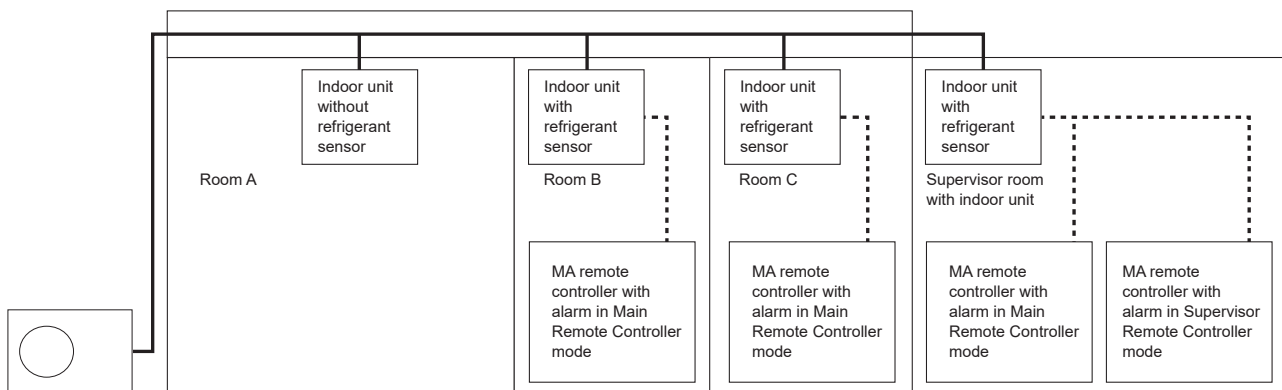 Indoor unit
without
refrigerant
sensor
Room A
Indoor unit
with
refrigerant
sensor
Room B
Indoor unit
with
refrigerant
sensor
Room C
Indoor unit
with
refrigerant
sensor
Supervisor room
with indoor unit
MA remote
controller with
alarm in Main
Remote Controller
mode
MA remote
controller with
alarm in Main
Remote Controller
mode
MA remote
controller with
alarm in Main
Remote Controller
mode
MA remote
controller with
alarm in Supervisor
Remote Controller
mode